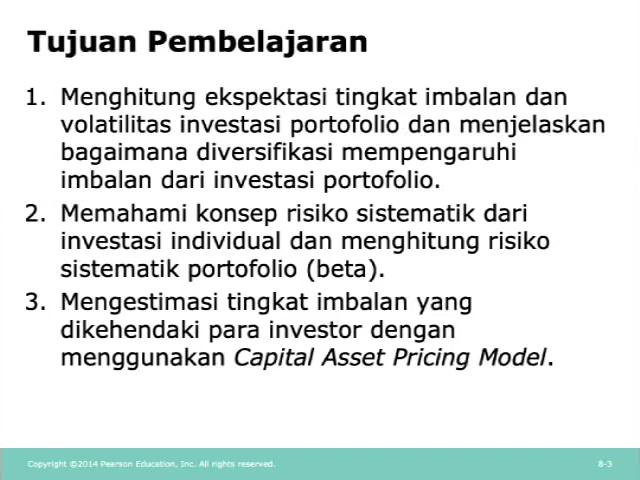 Tujuan Pembelajaran
1. Menghitung ekspektasi tingkat imbalan dan
volatilitas investasi portofolio dan menjelaskan
bagaimana diversifikasi mempengaruhi
imbalan dari investasi portofolio.
2. Memahami konsep risiko sistematik dari
investasi individual dan menghitung risiko
sistematik portofolio (beta).
3. Mengestimasi tingkat imbalan yang
dikehendaki para investor dengan
menggunakan Capital Asset Pricing Model.
Copyright ©2014 Pearson Education, Inc. All rights reserved.
8-3